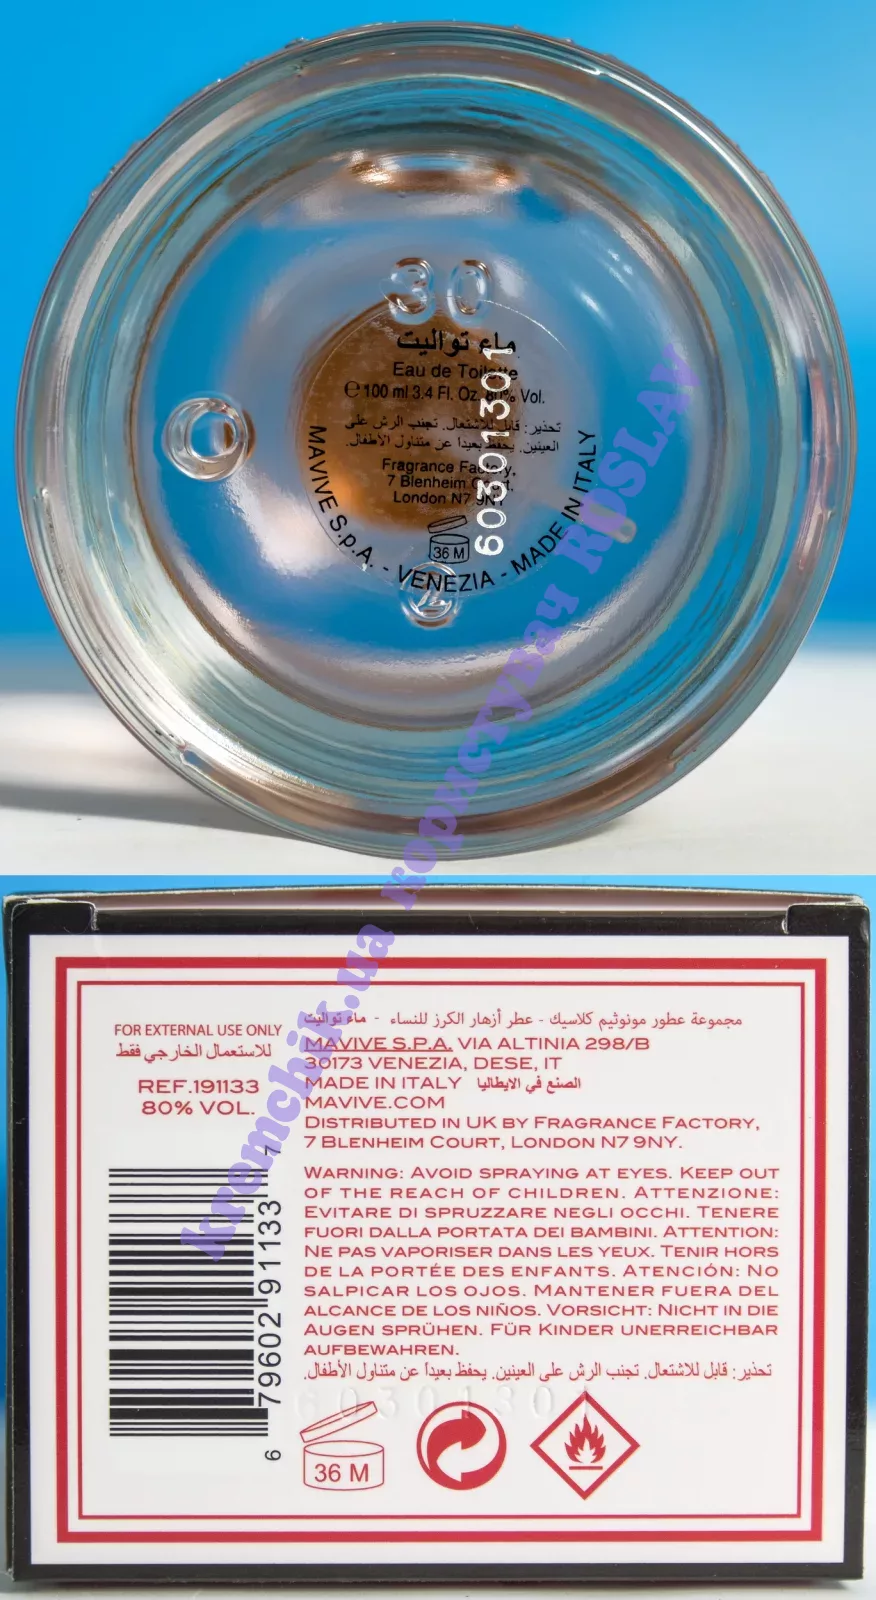 30
ماء تواليت
Eau de Toilette
℮ 100 ml 3.4 Fl. Oz. 80% Vol.
تحذير: قابل للاشتعال. تجنب الرش على
العينين. يحفظ بعيداً عن متناول الأطفال.
Fragrance Factory,
7 Blenheim Court,
London N7 9NY
36 M
MAVIVE S.p.A. - VENEZIA - MADE IN ITALY
60301301
kremchik.ua користувач ROSLAV
FOR EXTERNAL USE ONLY
للاستعمال الخارجي فقط
REF.191133
80% VOL.
مجموعة عطور مونوثيم كلاسيك - عطر أزهار الكرز للنساء - ماء تواليت
MAVIVE S.P.A. VIA ALTINIA 298/B
30173 VENEZIA, DESE, IT
MADE IN ITALY الصنع في الايطاليا
MAVIVE.COM
DISTRIBUTED IN UK BY FRAGRANCE FACTORY,
7 BLENHEIM COURT, LONDON N7 9NY.
WARNING: AVOID SPRAYING AT EYES. KEEP OUT
OF THE REACH OF CHILDREN. ATTENZIONE:
EVITARE DI SPRUZZARE NEGLI OCCHI. TENERE
FUORI DALLA PORTATA DEI BAMBINI. ATTENTION:
NE PAS VAPORISER DANS LES YEUX. TENIR HORS
DE LA PORTÉE DES ENFANTS. ATENCIÓN: NO
SALPICAR LOS OJOS. MANTENER FUERA DEL
ALCANCE DE LOS NIÑOS. VORSICHT: NICHT IN DIE
AUGEN SPRÜHEN. FÜR KINDER UNERREICHBAR
AUFBEWAHREN.
تحذير: قابل للاشتعال. تجنب الرش على العينين. يحفظ بعيداً عن متناول الأطفال.
60301301
6 79602 91133 7
36 M